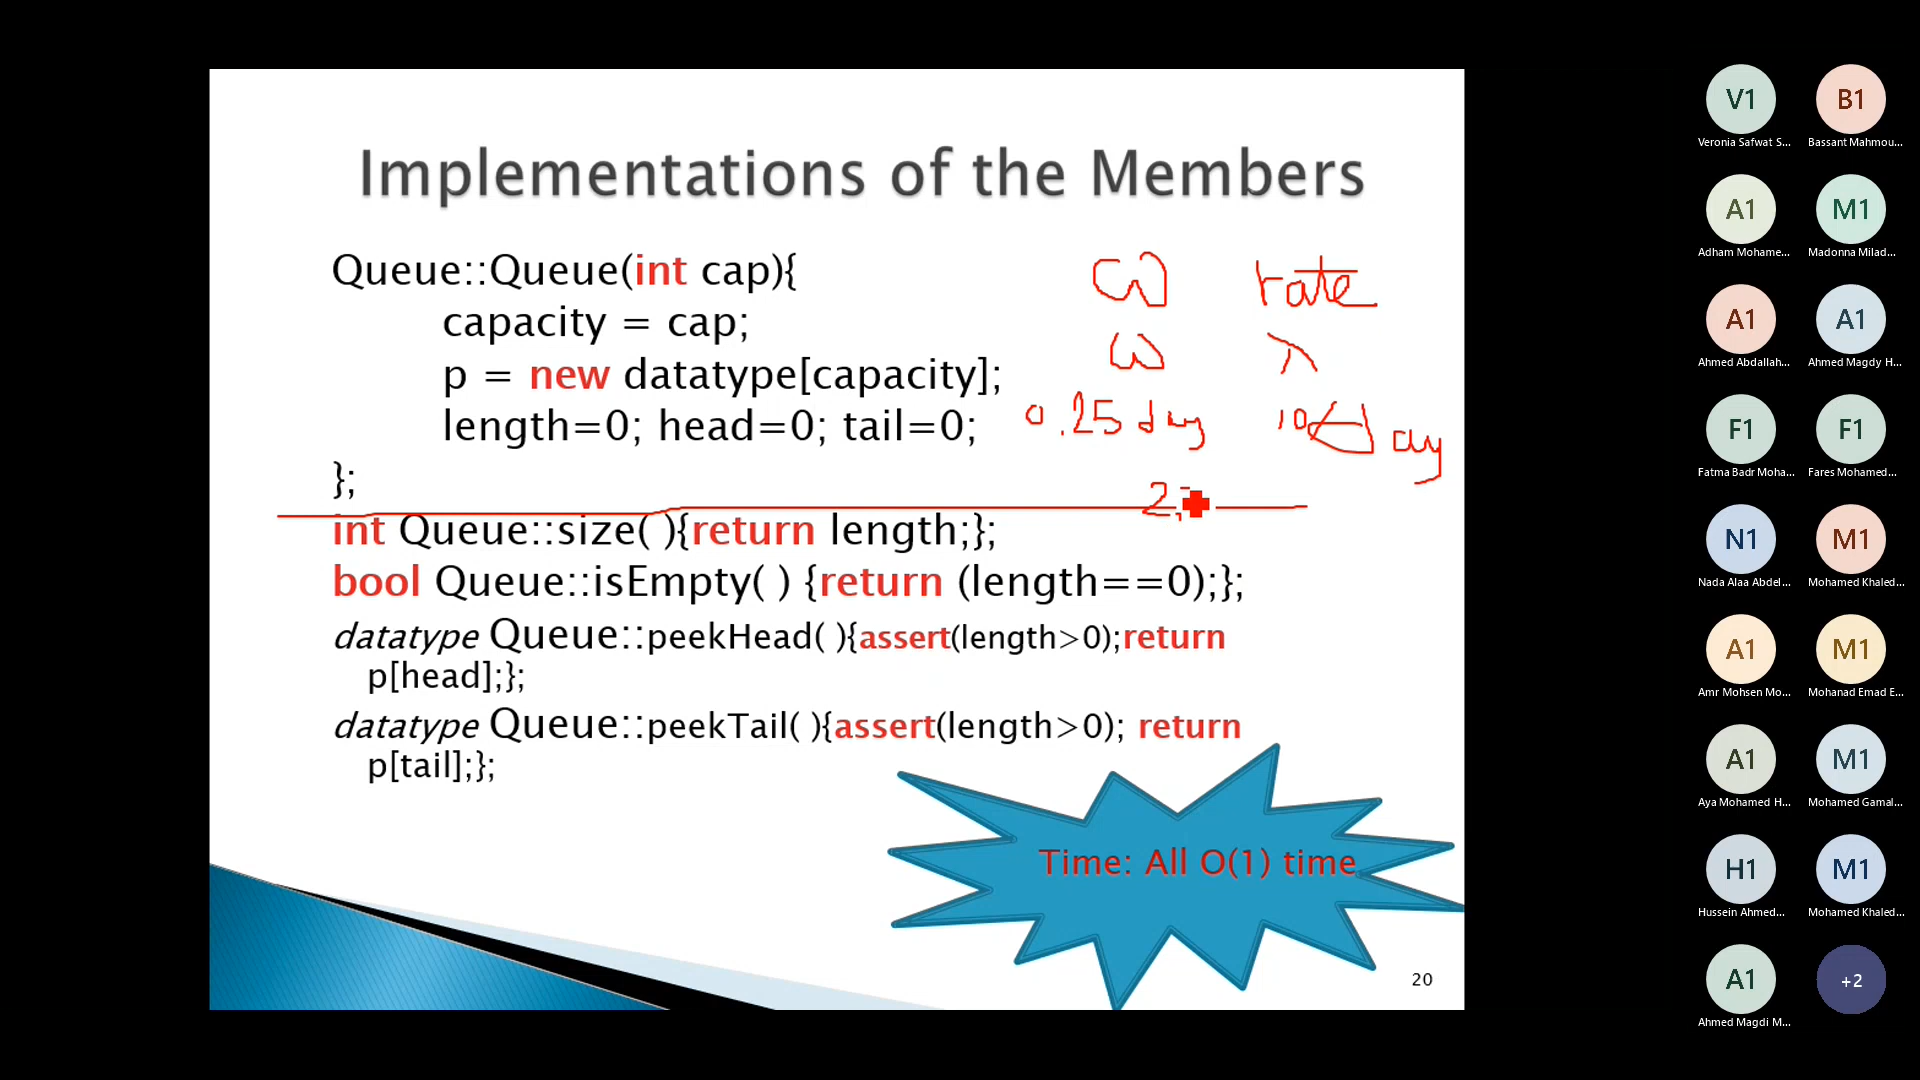 Implementations of the Members
Queue::Queue(int cap){
capacity = cap;
p = new datatype[capacity];
length=0; head=0; tail=0;
};
int Queue::size( ){return length;};
bool Queue::isEmpty( ) {return (length==0);};
datatype Queue::peekHead( ){assert(length>0);return
p[head];};
datatype Queue::peekTail( ){assert(length>0); return
p[tail];};
W rate
ω λ
0.25 day 10 day
2.
Time: All O(1) time
20
V1 B1
Veronia Safwat S... Bassant Mahmou...
A1 M1
Adham Mohame... Madonna Milad...
A1 A1
Ahmed Abdallah... Ahmed Magdy H...
F1 F1
Fatma Badr Moha... Fares Mohamed...
N1 M1
Nada Alaa Abdel... Mohamed Khaled...
A1 M1
Amr Mohsen Mo... Mohanad Emad E...
A1 M1
Aya Mohamed H... Mohamed Gamal...
H1 M1
Hussein Ahmed... Mohamed Khaled...
A1 +2
Ahmed Magdi M...